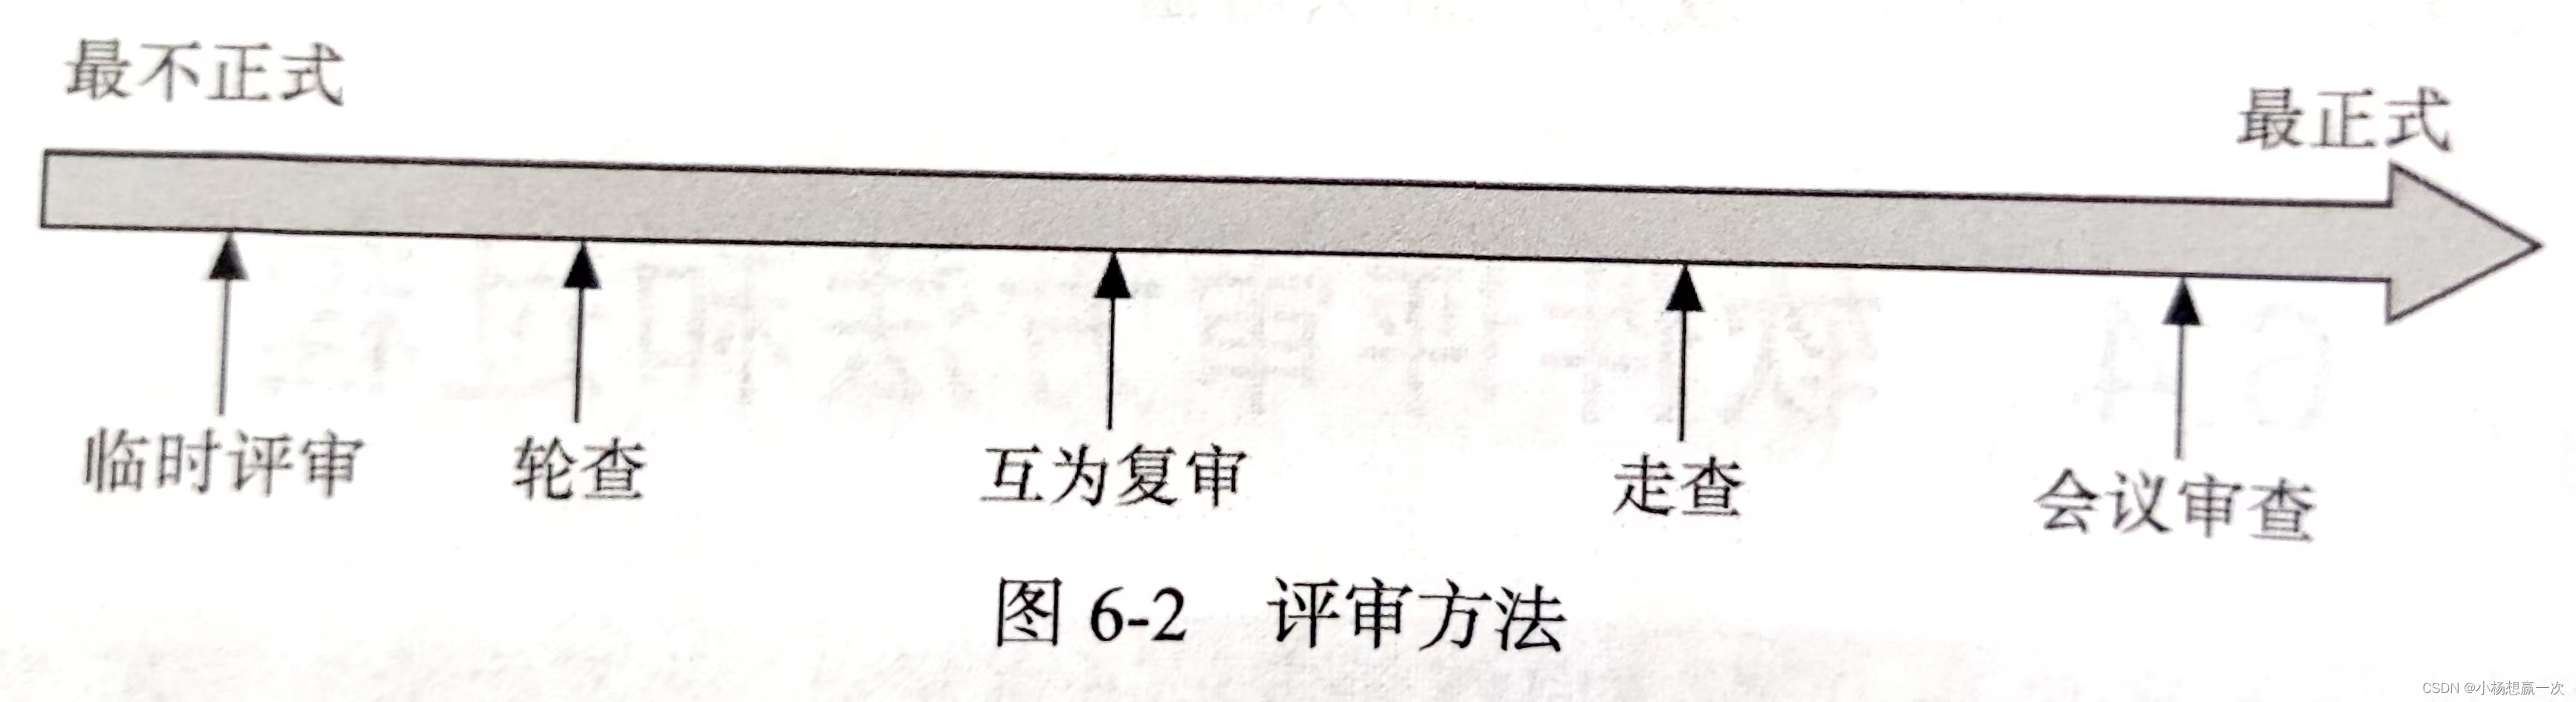 最不正式
最正式
临时评审 轮查 互为复审 走查 会议审查
图 6-2 评审方法
CSDN @小杨想赢一次